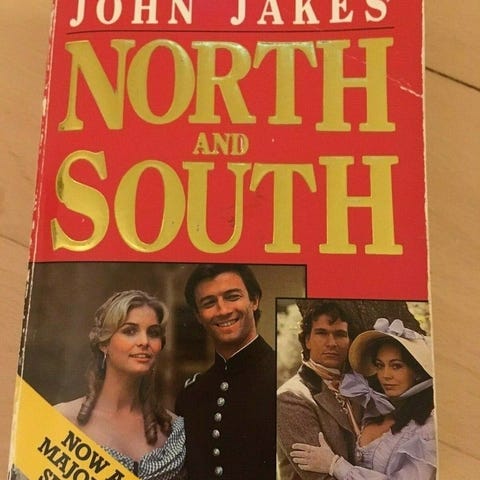 JOHN JAKES'
NORTH
AND
SOUTH
NOW A
MAJOR